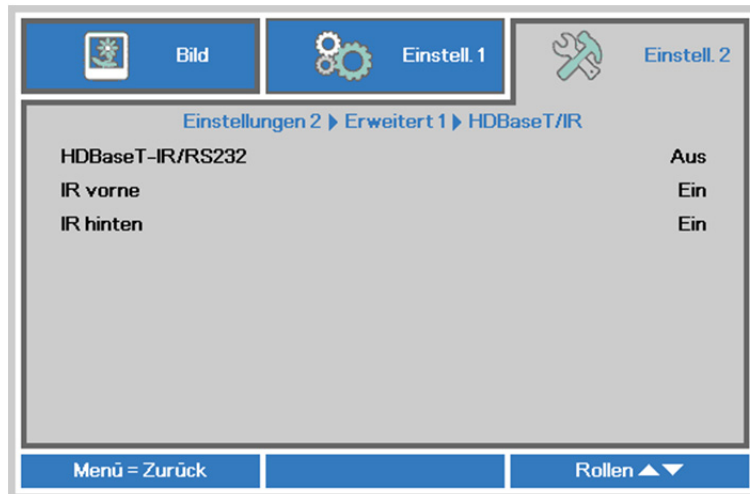 Bild
Einstell. 1
Einstell. 2
Einstellungen 2 ▶ Erweitert 1 ▶ HDBaseT/IR
HDBaseT-IR/RS232 Aus
IR vorne Ein
IR hinten Ein
Menü = Zurück
Rollen ▲▼